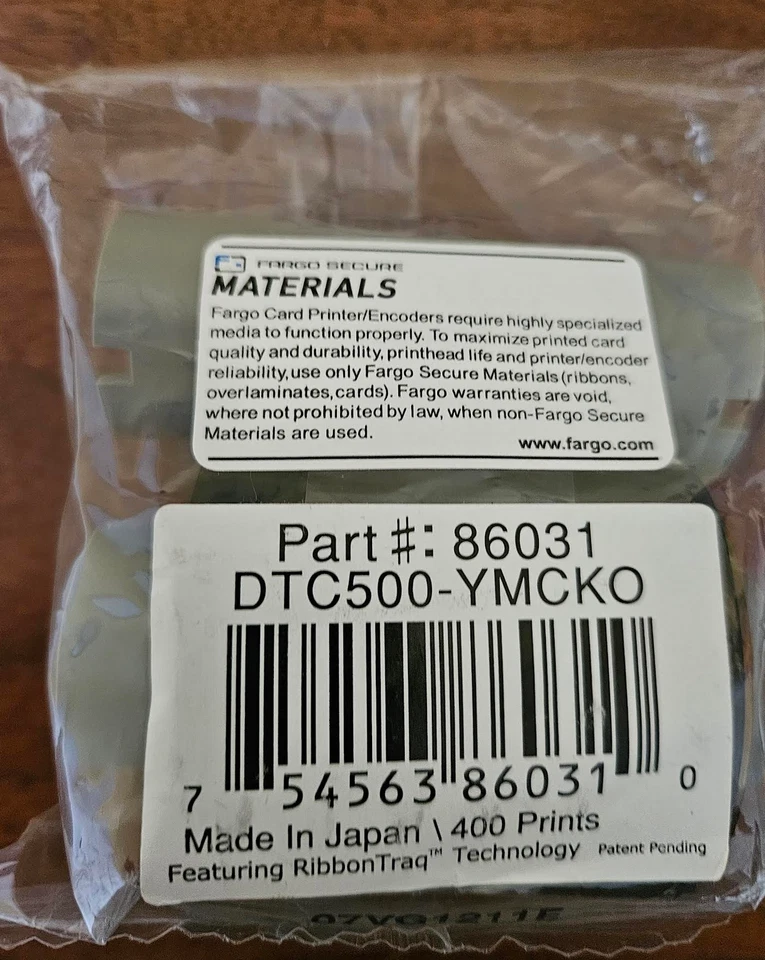 FARGO SECURE
MATERIALS
Fargo Card Printer/Encoders require highly specialized
media to function properly. To maximize printed card
quality and durability, printhead life and printer/encoder
reliability, use only Fargo Secure Materials (ribbons,
overlaminates, cards). Fargo warranties are void,
where not prohibited by law, when non-Fargo Secure
Materials are used.
www.fargo.com
Part #: 86031
DTC500-YMCKO
7 54563 86031 0
Made In Japan \ 400 Prints
Featuring RibbonTraq™ Technology Patent Pending
07VG1211E